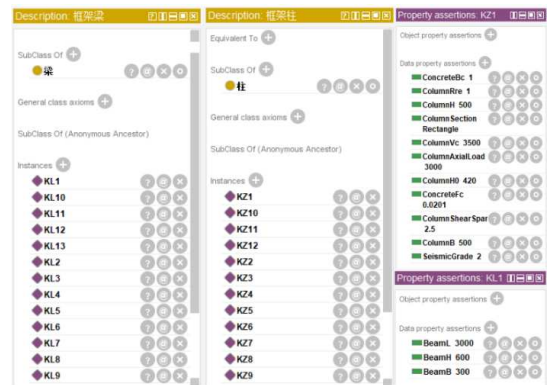 Description: 框架梁
SubClass Of
梁
General class axioms
SubClass Of (Anonymous Ancestor)
Instances
KL1
KL10
KL11
KL12
KL13
KL2
KL3
KL4
KL5
KL6
KL7
KL8
KL9
Description: 框架柱
Equivalent To
SubClass Of
柱
General class axioms
SubClass Of (Anonymous Ancestor)
Instances
KZ1
KZ10
KZ11
KZ12
KZ2
KZ3
KZ4
KZ5
KZ6
KZ7
KZ8
KZ9
Property assertions: KZ1
Object property assertions
Data property assertions
ConcreteBc 1
ColumnRre 1
ColumnH 500
ColumnSection
Rectangle
ColumnVc 3500
ColumnAxialLoad
3000
ColumnH0 420
ConcreteFc
0.0201
ColumnShearSpar
2.5
ColumnB 500
SeismicGrade 2
Property assertions: KL1
Object property assertions
Data property assertions
BeamL 3000
BeamH 600
BeamB 300